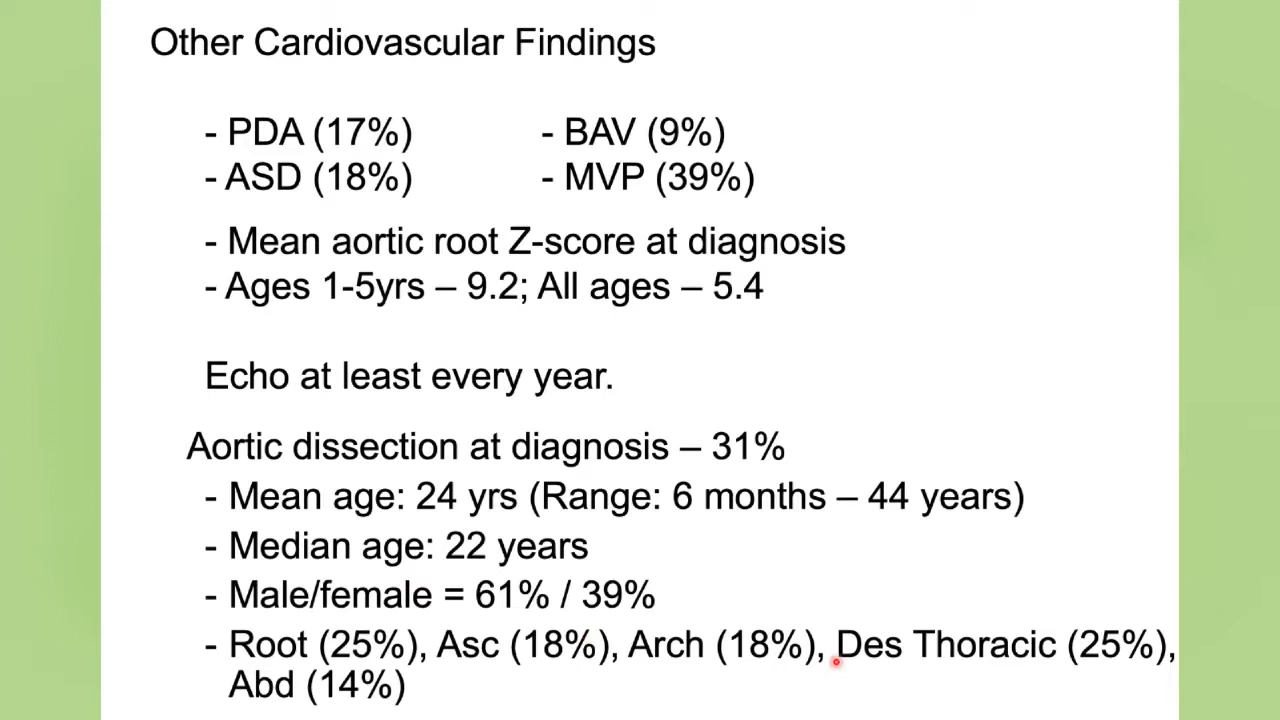 Other Cardiovascular Findings
- PDA (17%) - BAV (9%)
- ASD (18%) - MVP (39%)
- Mean aortic root Z-score at diagnosis
- Ages 1-5yrs – 9.2; All ages – 5.4
Echo at least every year.
Aortic dissection at diagnosis – 31%
- Mean age: 24 yrs (Range: 6 months – 44 years)
- Median age: 22 years
- Male/female = 61% / 39%
- Root (25%), Asc (18%), Arch (18%), Des Thoracic (25%),
Abd (14%)